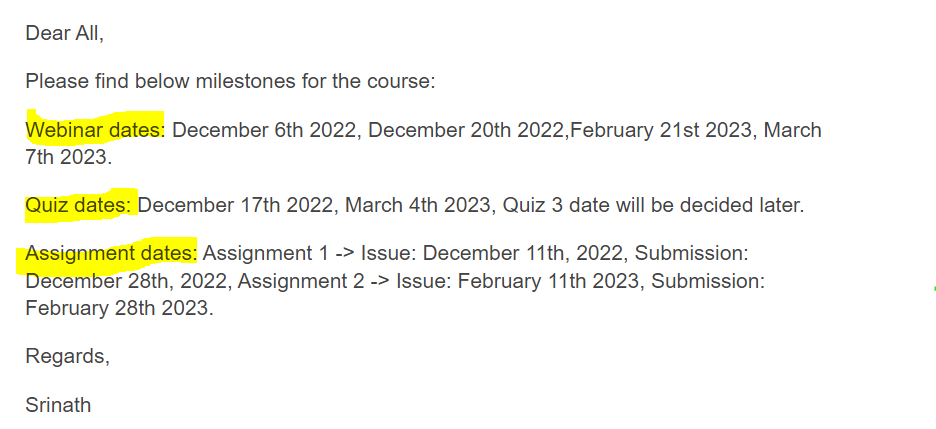 Dear All,
Please find below milestones for the course:
Webinar dates: December 6th 2022, December 20th 2022,February 21st 2023, March
7th 2023.
Quiz dates: December 17th 2022, March 4th 2023, Quiz 3 date will be decided later.
Assignment dates: Assignment 1 -> Issue: December 11th, 2022, Submission:
December 28th, 2022, Assignment 2 -> Issue: February 11th 2023, Submission:
February 28th 2023.
Regards,
Srinath